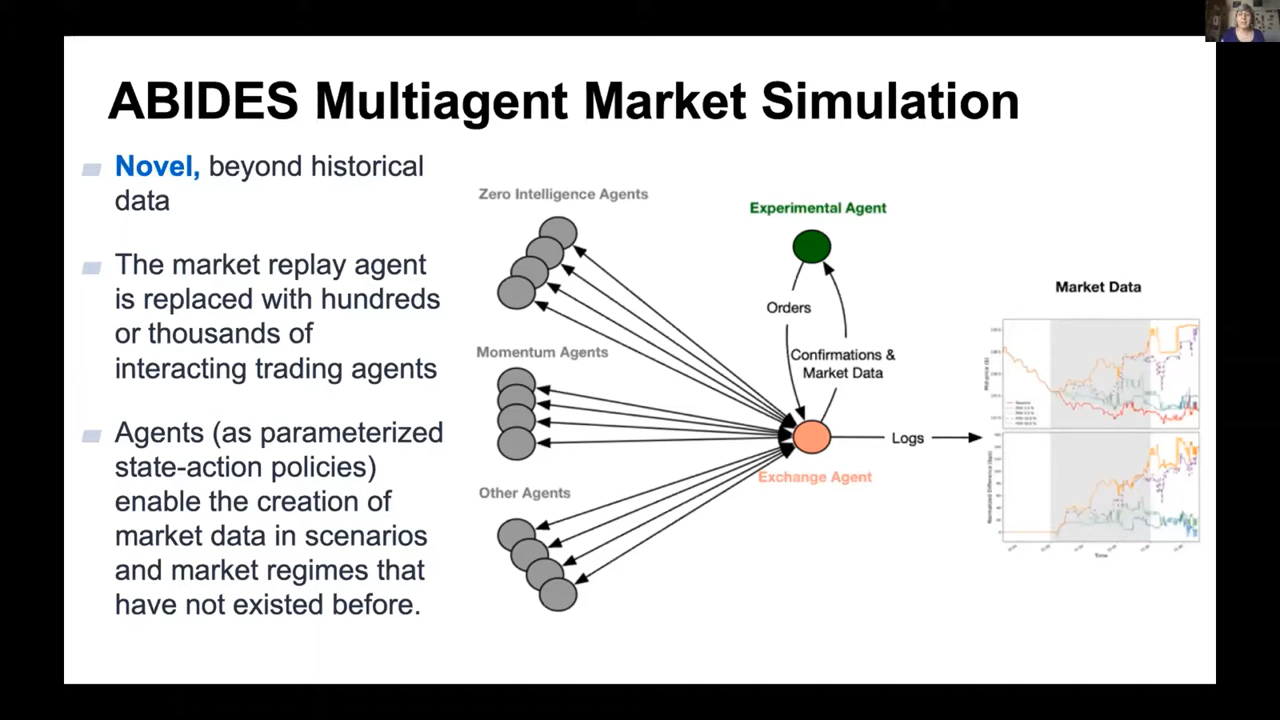 ABIDES Multiagent Market Simulation
Novel, beyond historical
data
The market replay agent
is replaced with hundreds
or thousands of
interacting trading agents
Agents (as parameterized
state-action policies)
enable the creation of
market data in scenarios
and market regimes that
have not existed before.
Zero Intelligence Agents
Momentum Agents
Other Agents
Experimental Agent
Orders
Confirmations &
Market Data
Exchange Agent
Logs
Market Data
Time